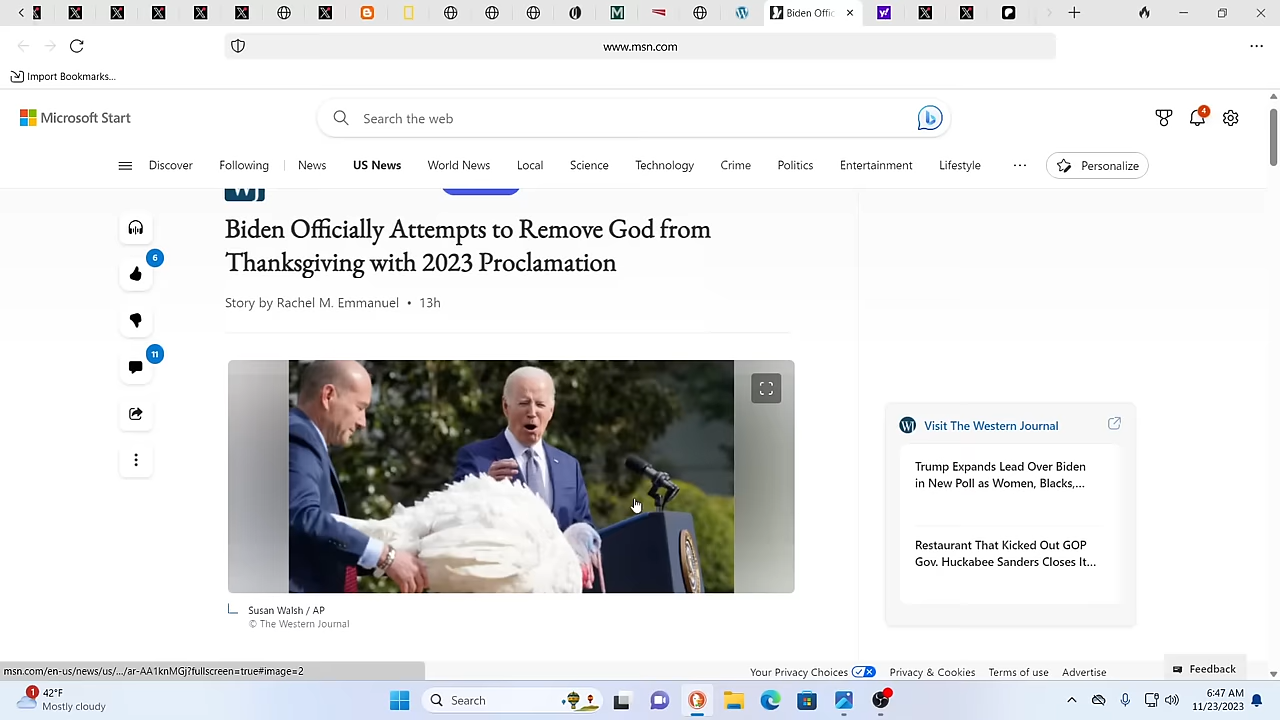 Biden Offic
www.msn.com
Import Bookmarks...
Microsoft Start
Search the web
4
Discover
Following
News
US News
World News
Local
Science
Technology
Crime
Politics
Entertainment
Lifestyle
Personalize
Biden Officially Attempts to Remove God from
Thanksgiving with 2023 Proclamation
6
Story by Rachel M. Emmanuel • 13h
11
Visit The Western Journal
Trump Expands Lead Over Biden
in New Poll as Women, Blacks,...
Restaurant That Kicked Out GOP
Gov. Huckabee Sanders Closes It...
Susan Walsh / AP
© The Western Journal
msn.com/en-us/news/us/.../ar-AA1knMGj?fullscreen=true#image=2
Your Privacy Choices
Privacy & Cookies
Terms of use
Advertise
Feedback
1
42°F
Mostly cloudy
Search
6:47 AM
11/23/2023